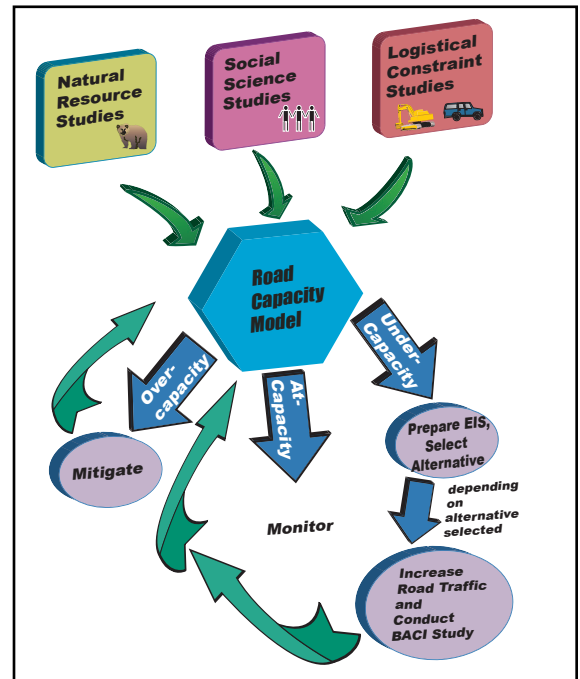 Natural
Resource
Studies
Social
Science
Studies
Logistical
Constraint
Studies
Road
Capacity
Model
Over-
capacity
At-
Capacity
Under-
Capacity
Mitigate
Prepare EIS,
Select
Alternative
depending
on
alternative
selected
Monitor
Increase
Road Traffic
and
Conduct
BACI Study